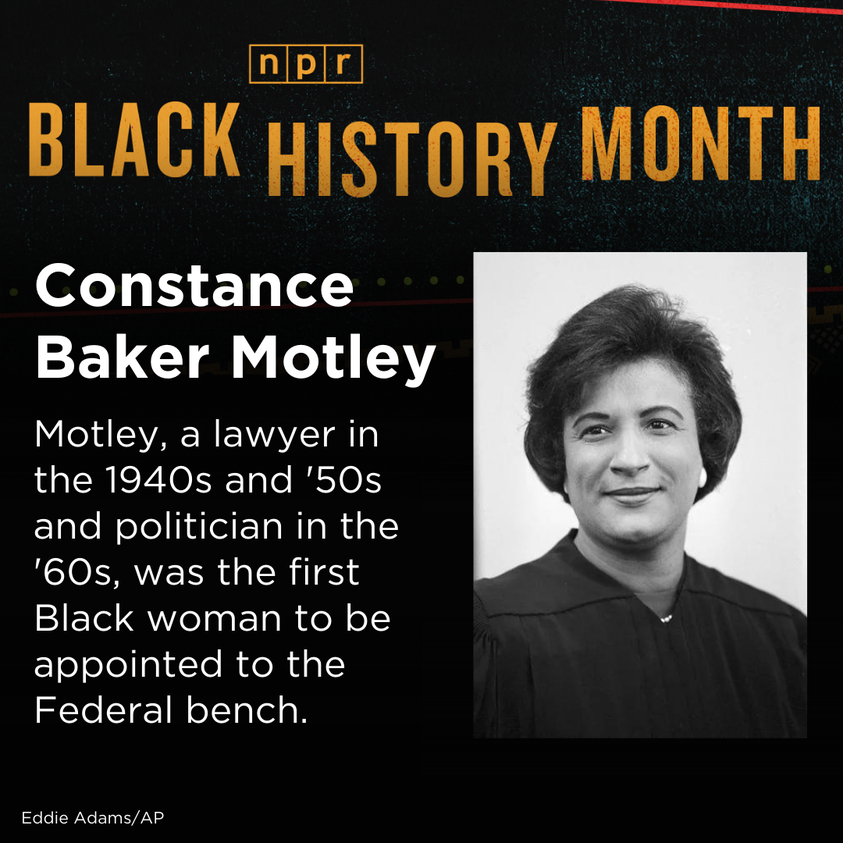 npr
BLACK HISTORY MONTH
Constance
Baker Motley
Motley, a lawyer in
the 1940s and '50s
and politician in the
'60s, was the first
Black woman to be
appointed to the
Federal bench.
Eddie Adams/AP